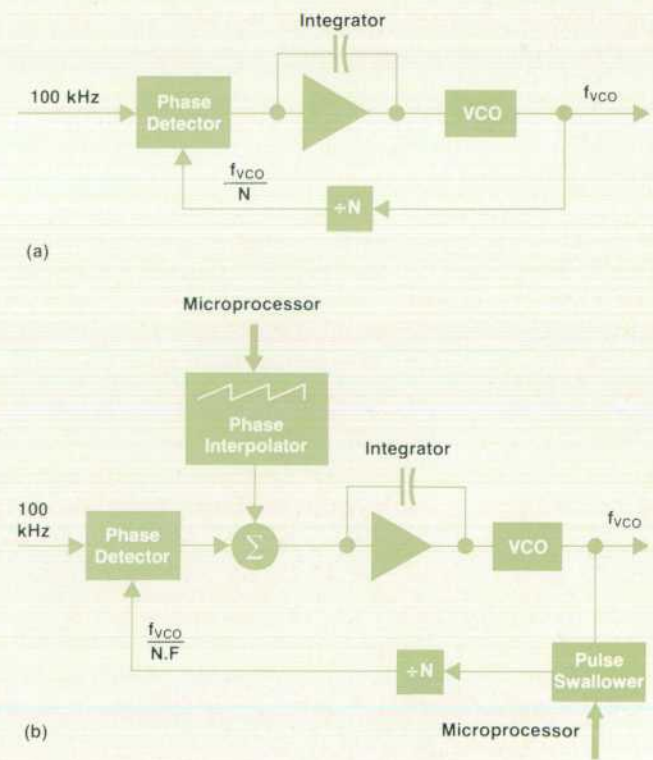 Integrator
100 kHz
Phase
Detector
VCO
fVCO
fVCO
N
÷N
(a)
Microprocessor
Phase
Interpolator
Integrator
100
kHz
Phase
Detector
Σ
VCO
fVCO
fVCO
N.F
÷N
Pulse
Swallower
(b)
Microprocessor